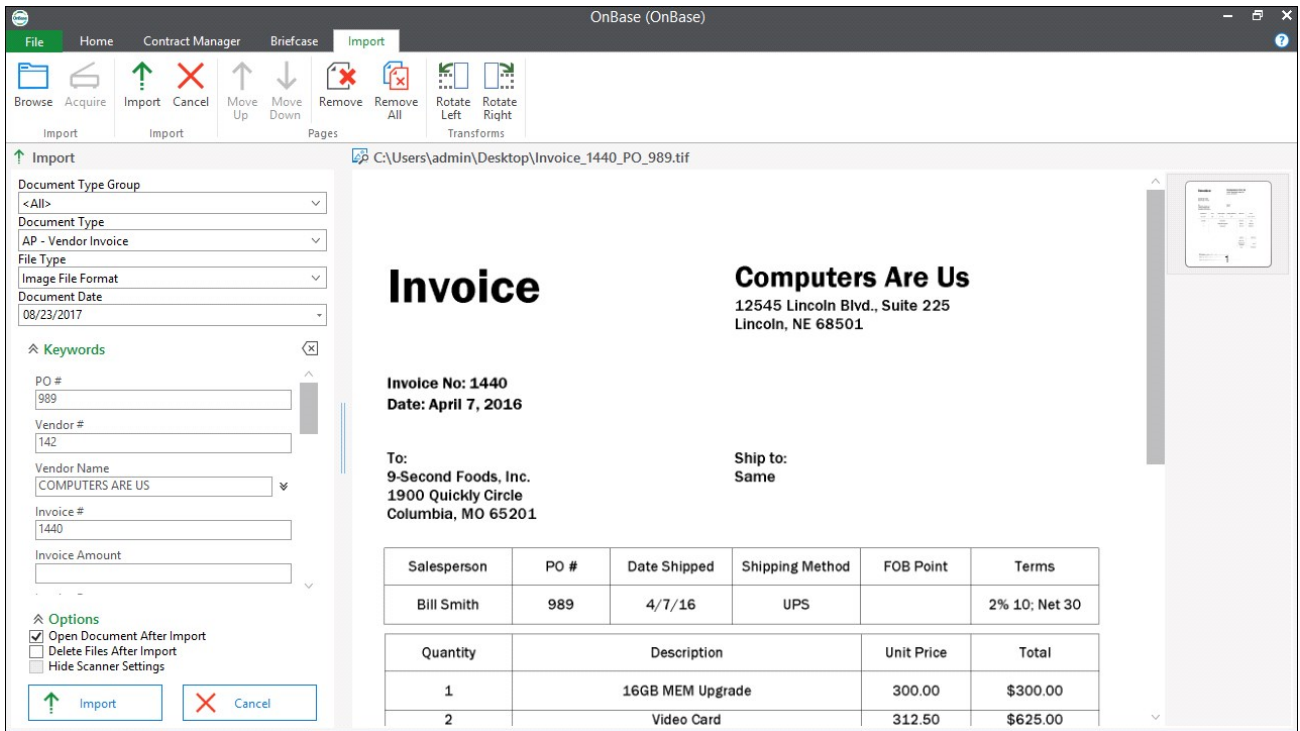 OnBase
OnBase (OnBase)
File Home Contract Manager Briefcase Import
Browse Acquire Import Cancel Move Up Move Down Remove Remove All Rotate Left Rotate Right
Import Import Pages Transforms
Import
C:\Users\admin\Desktop\Invoice_1440_PO_989.tif
Document Type Group
<All>
Document Type
AP - Vendor Invoice
File Type
Image File Format
Document Date
08/23/2017
Keywords
PO #
989
Vendor #
142
Vendor Name
COMPUTERS ARE US
Invoice #
1440
Invoice Amount
Options
Open Document After Import
Delete Files After Import
Hide Scanner Settings
Import Cancel
Invoice
Computers Are Us
12545 Lincoln Blvd., Suite 225
Lincoln, NE 68501
Invoice No: 1440
Date: April 7, 2016
To:
9-Second Foods, Inc.
1900 Quickly Circle
Columbia, MO 65201
Ship to:
Same
Salesperson PO # Date Shipped Shipping Method FOB Point Terms
Bill Smith 989 4/7/16 UPS 2% 10; Net 30
Quantity Description Unit Price Total
1 16GB MEM Upgrade 300.00 $300.00
2 Video Card 312.50 $625.00
1